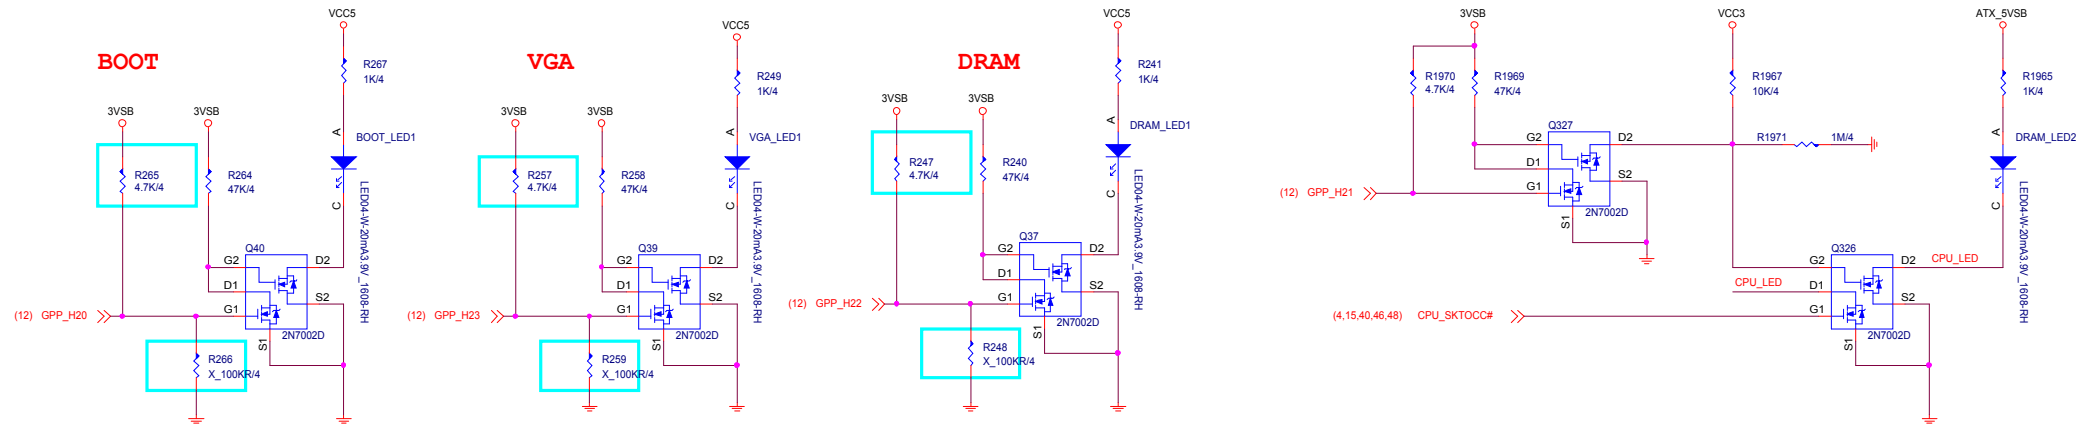 BOOT
3VSB
3VSB
VCC5
R267
1K/4
A
BOOT_LED1
C
LED04-W-20mA3.9V_1608-RH
R265
4.7K/4
R264
47K/4
Q40
G2
D2
D1
S2
G1
S1
2N7002D
(12) GPP_H20
R266
X_100KR/4
VGA
3VSB
3VSB
VCC5
R249
1K/4
A
VGA_LED1
C
LED04-W-20mA3.9V_1608-RH
R257
4.7K/4
R258
47K/4
Q39
G2
D2
D1
S2
G1
S1
2N7002D
(12) GPP_H23
R259
X_100KR/4
DRAM
3VSB
3VSB
VCC5
R241
1K/4
A
DRAM_LED1
C
LED04-W-20mA3.9V_1608-RH
R247
4.7K/4
R240
47K/4
Q37
G2
D2
D1
S2
G1
S1
2N7002D
(12) GPP_H22
R248
X_100KR/4
3VSB
R1970
4.7K/4
R1969
47K/4
VCC3
R1967
10K/4
R1971
1M/4
Q327
G2
D2
D1
S2
G1
S1
2N7002D
(12) GPP_H21
ATX_5VSB
R1965
1K/4
A
DRAM_LED2
C
LED04-W-20mA3.9V_1608-RH
Q326
G2
D2
CPU_LED
CPU_LED
D1
S2
G1
S1
2N7002D
(4,15,40,46,48) CPU_SKTOCC#